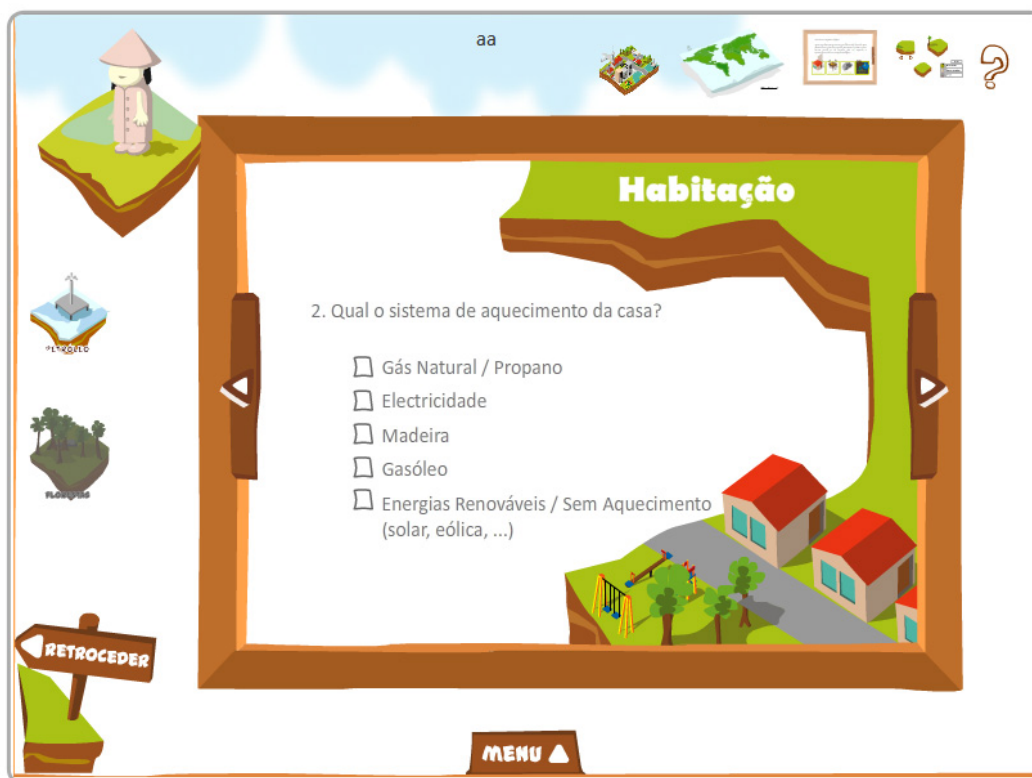 aa
Habitação
2. Qual o sistema de aquecimento da casa?
Gás Natural / Propano
Electricidade
Madeira
Gasóleo
Energias Renováveis / Sem Aquecimento
(solar, eólica, ...)
RETROCEDER
MENU